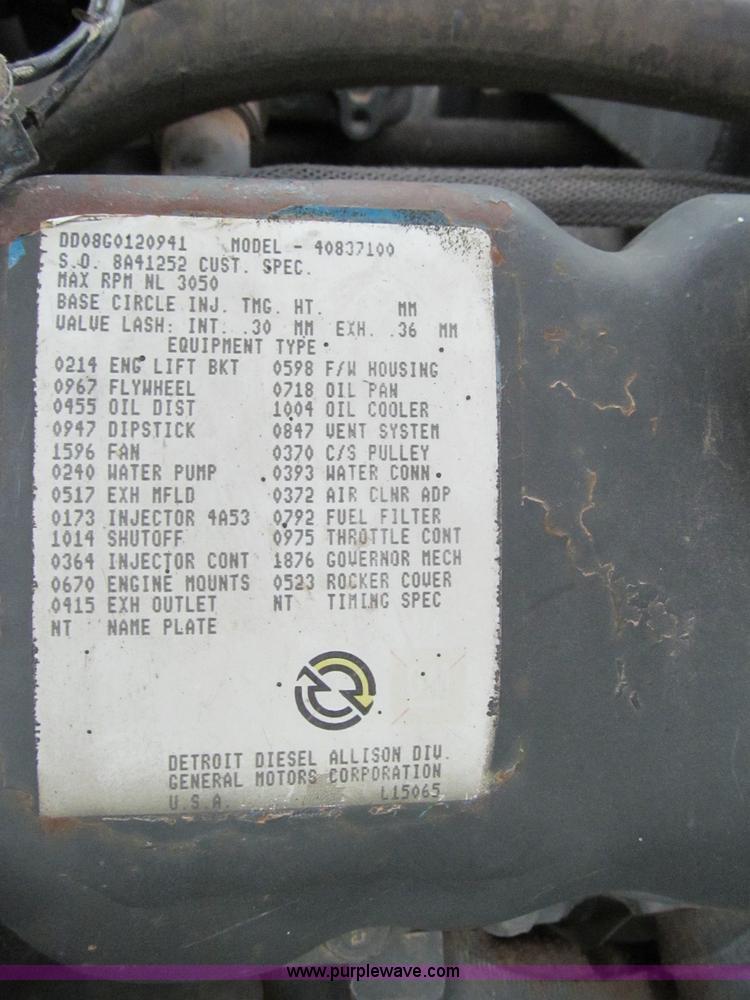 DD08G0120941 MODEL - 40837100
S.O. 8A41252 CUST. SPEC.
MAX RPM NL 3050
BASE CIRCLE INJ. TMG. HT. MM
VALVE LASH: INT. .30 MM EXH. .36 MM
EQUIPMENT TYPE
0214 ENG LIFT BKT 0598 F/W HOUSING
0967 FLYWHEEL 0718 OIL PAN
0455 OIL DIST 1004 OIL COOLER
0947 DIPSTICK 0847 VENT SYSTEM
1596 FAN 0370 C/S PULLEY
0240 WATER PUMP 0393 WATER CONN.
0517 EXH MFLD 0372 AIR CLNR ADP
0173 INJECTOR 4A53 0792 FUEL FILTER
1014 SHUTOFF 0975 THROTTLE CONT
0364 INJECTOR CONT 1876 GOVERNOR MECH
0670 ENGINE MOUNTS 0523 ROCKER COVER
0415 EXH OUTLET NT TIMING SPEC
NT NAME PLATE
DETROIT DIESEL ALLISON DIV.
GENERAL MOTORS CORPORATION
U.S.A. L15065
www.purplewave.com